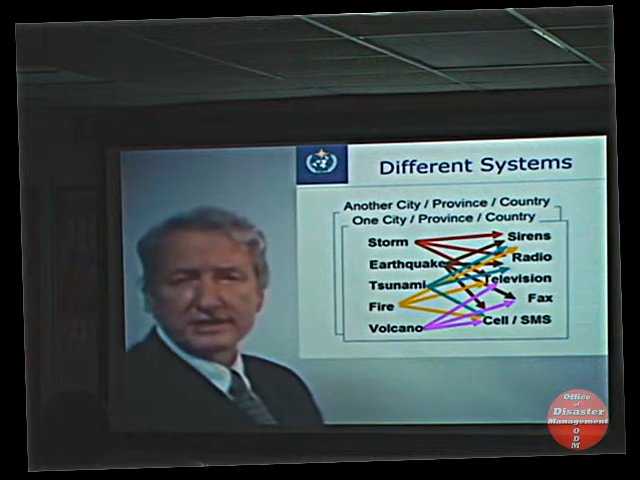 Different Systems
Another City / Province / Country
One City / Province / Country
Storm
Sirens
Earthquake
Radio
Tsunami
Television
Fire
Fax
Volcano
Cell / SMS
Office
of
Disaster
Management
O
D
M